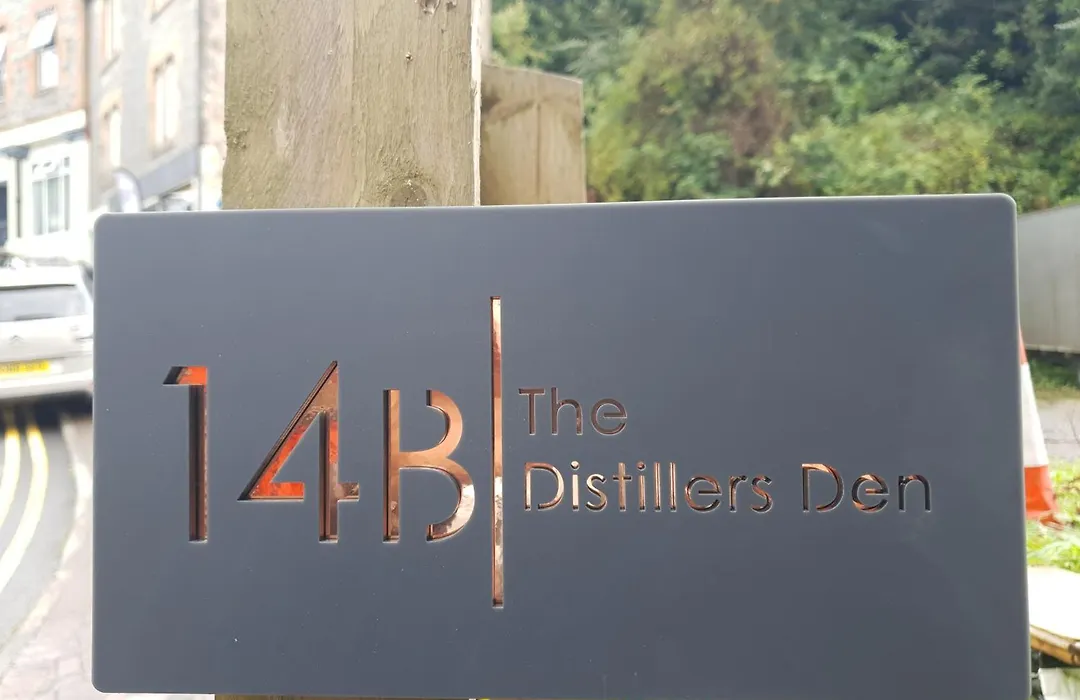 14B
The
Distillers Den